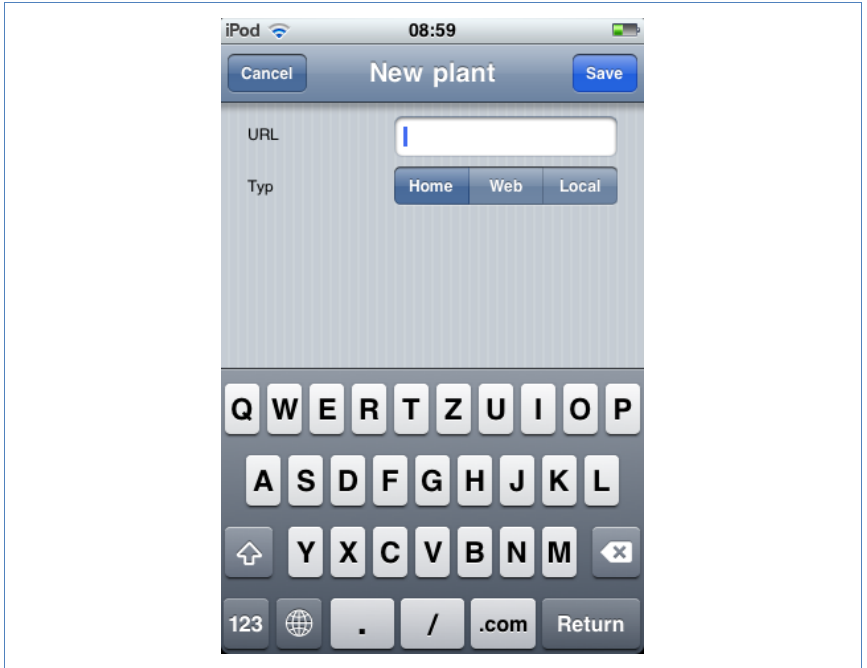 iPod 08:59
Cancel New plant Save
URL
Typ Home Web Local
Q W E R T Z U I O P
A S D F G H J K L
Y X C V B N M
123 . / .com Return